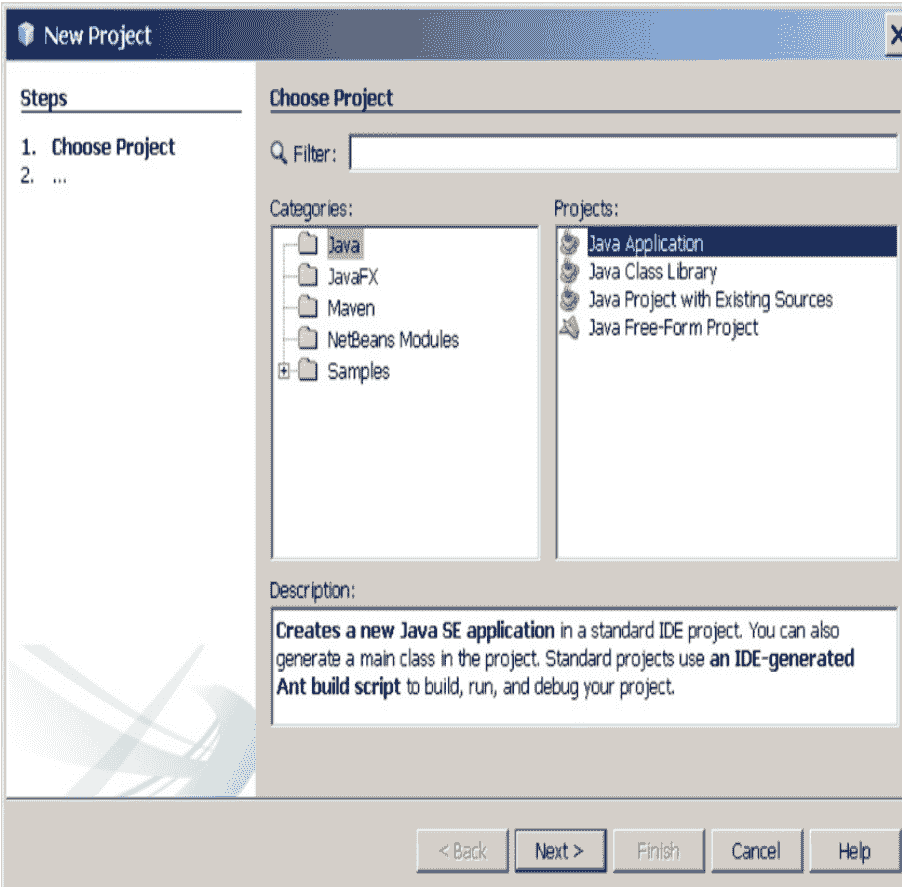 New Project
Steps
1. Choose Project
2. ...
Choose Project
Filter:
Categories:
Java
JavaFX
Maven
NetBeans Modules
Samples
Projects:
Java Application
Java Class Library
Java Project with Existing Sources
Java Free-Form Project
Description:
Creates a new Java SE application in a standard IDE project. You can also
generate a main class in the project. Standard projects use an IDE-generated
Ant build script to build, run, and debug your project.
< Back
Next >
Finish
Cancel
Help